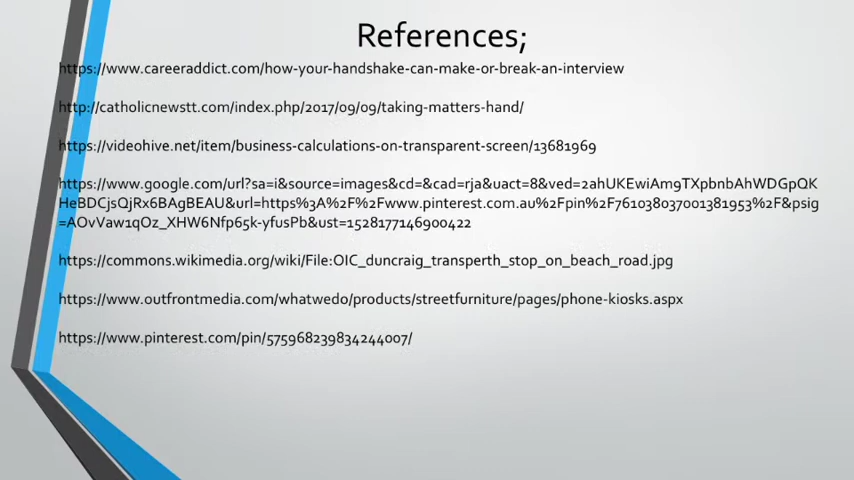 References;
https://www.careeraddict.com/how-your-handshake-can-make-or-break-an-interview
http://catholicnewstt.com/index.php/2017/09/09/taking-matters-hand/
https://videohive.net/item/business-calculations-on-transparent-screen/13681969
https://www.google.com/url?sa=i&source=images&cd=&cad=rja&uact=8&ved=2ahUKEwiAm9TXpbnbAhWDGpQK
HeBDCjsQjRx6BAgBEAU&url=https%3A%2F%2Fwww.pinterest.com.au%2Fpin%2F761038037001381953%2F&psig
=AOvVaw1qOz_XHW6Nfp65k-yfusPb&ust=1528177146900422
https://commons.wikimedia.org/wiki/File:OIC_duncraig_transperth_stop_on_beach_road.jpg
https://www.outfrontmedia.com/whatwedo/products/streetfurniture/pages/phone-kiosks.aspx
https://www.pinterest.com/pin/575968239834244007/